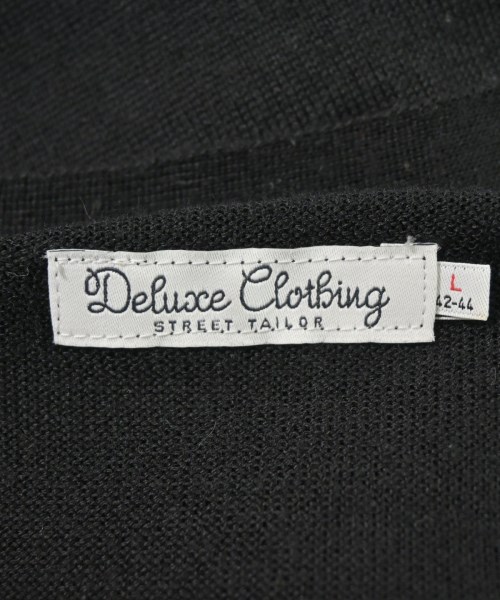 Deluxe Clothing
STREET TAILOR
L
42-44